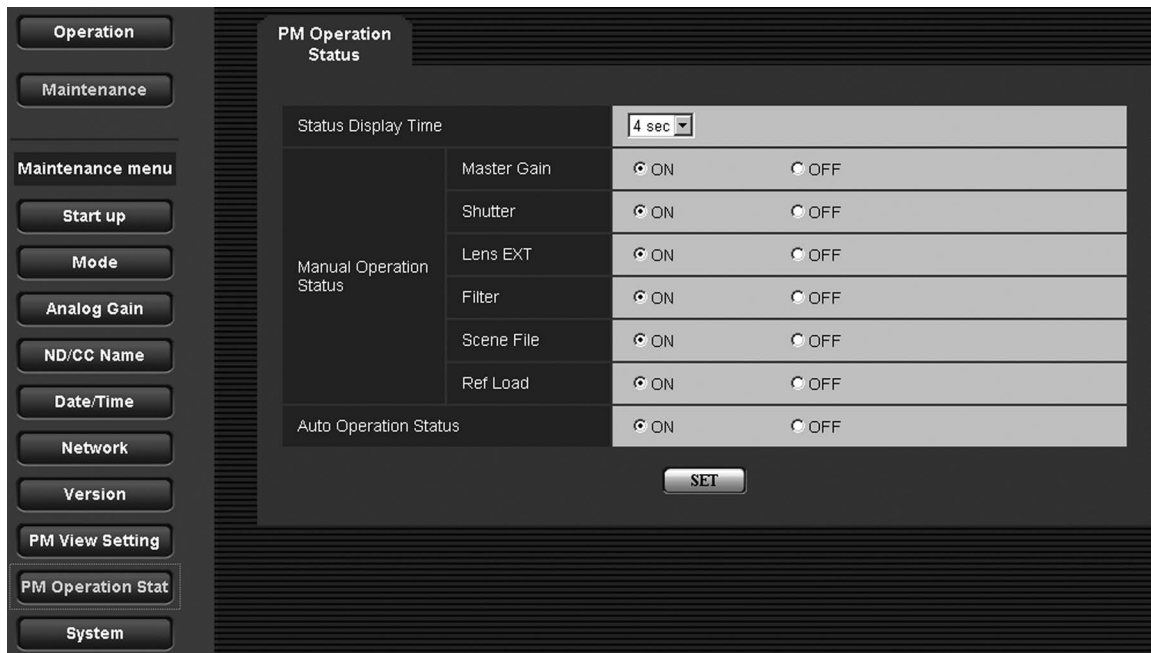 Operation
Maintenance
Maintenance menu
Start up
Mode
Analog Gain
ND/CC Name
Date/Time
Network
Version
PM View Setting
PM Operation Stat
System
PM Operation
Status
Status Display Time
4 sec
Manual Operation
Status
Master Gain ON OFF
Shutter ON OFF
Lens EXT ON OFF
Filter ON OFF
Scene File ON OFF
Ref Load ON OFF
Auto Operation Status ON OFF
SET